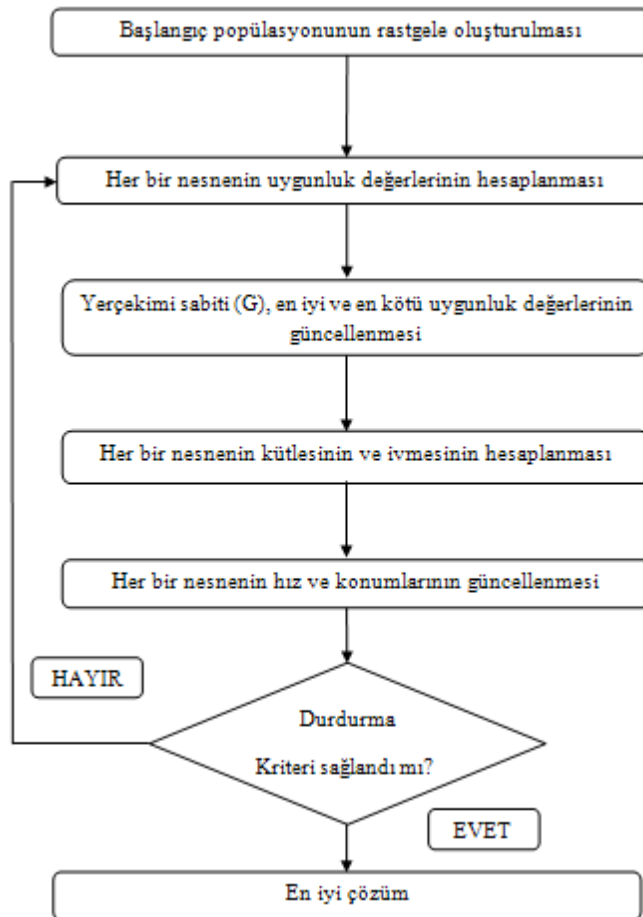 Başlangıç popülasyonunun rastgele oluşturulması
Her bir nesnenin uygunluk değerlerinin hesaplanması
Yerçekimi sabiti (G), en iyi ve en kötü uygunluk değerlerinin
güncellenmesi
Her bir nesnenin kütlesinin ve ivmesinin hesaplanması
Her bir nesnenin hız ve konumlarının güncellenmesi
HAYIR
Durdurma
Kriteri sağlandı mı?
EVET
En iyi çözüm